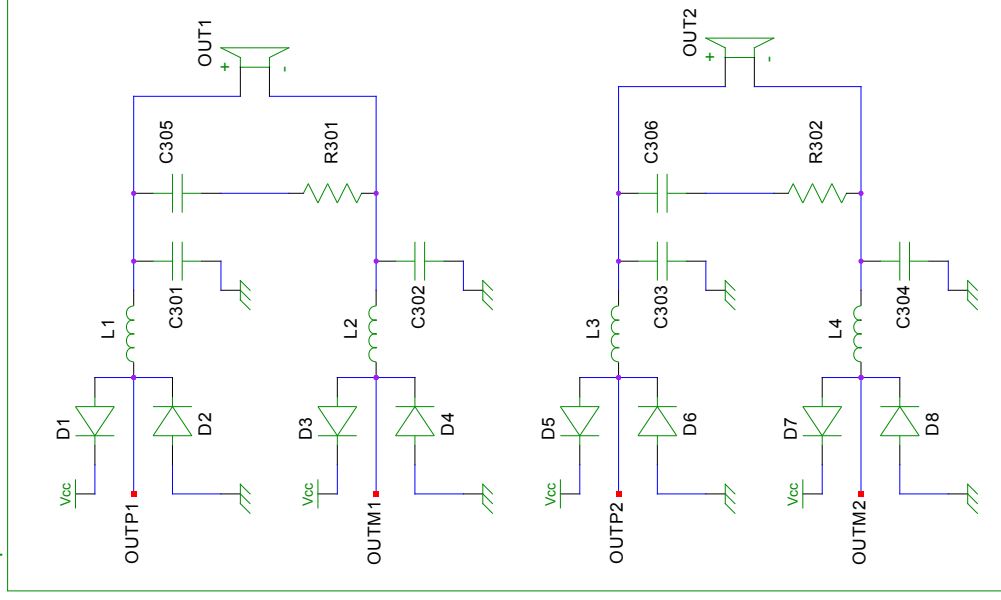 OUT1
+
-
C305
R301
C301
C302
L1
L2
D1
D2
D3
D4
Vcc
Vcc
OUTP1
OUTM1
OUT2
+
-
C306
R302
C303
C304
L3
L4
D5
D6
D7
D8
Vcc
Vcc
OUTP2
OUTM2